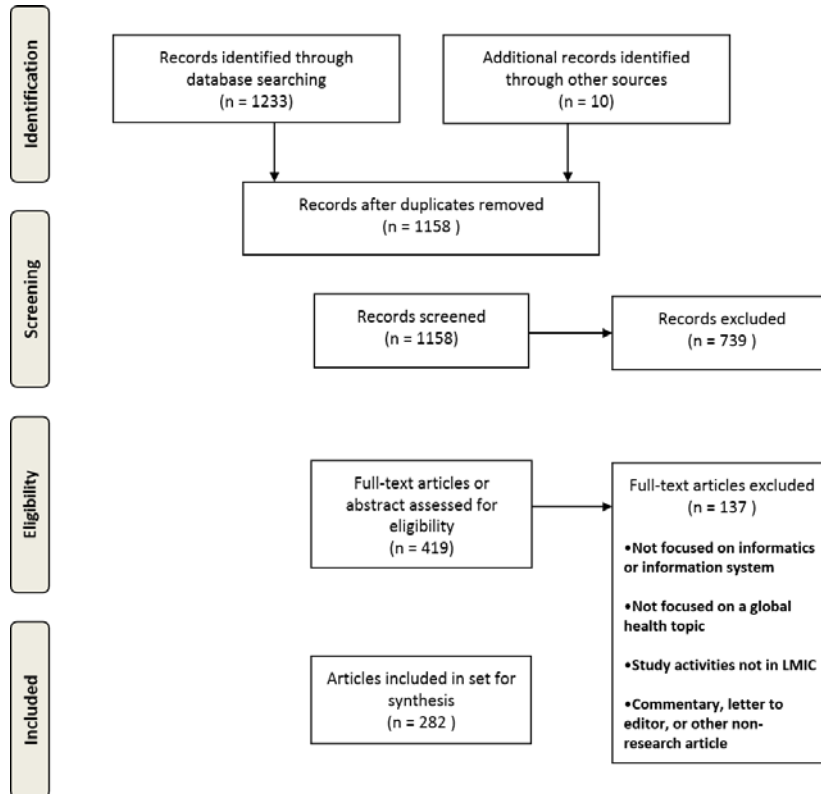 Identification
Records identified through
database searching
(n = 1233)
Additional records identified
through other sources
(n = 10)
Records after duplicates removed
(n = 1158 )
Screening
Records screened
(n = 1158)
Records excluded
(n = 739 )
Eligibility
Full-text articles or
abstract assessed for
eligibility
(n = 419)
Full-text articles excluded
(n = 137 )
•Not focused on informatics
or information system
•Not focused on a global
health topic
•Study activities not in LMIC
•Commentary, letter to
editor, or other non-
research article
Included
Articles included in set for
synthesis
(n = 282 )